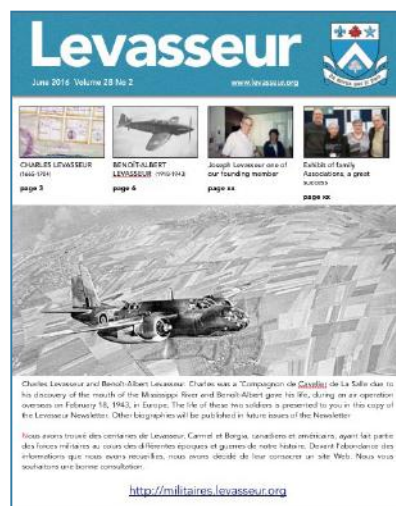 Levasseur
June 2016 Volume 28 No 2
www.levasseur.org
CHARLES LEVASSEUR
page 3
BENOÎT-ALBERT
LEVASSEUR
page 6
Joseph Levasseur one of
our founding member
page xx
Exhibit of family
Associations, a great
success
page xx
Charles Levasseur and Benoît-Albert Levasseur. Charles was a "Compagnon de Cavelier de La Salle due to
his discovery of the mouth of the Mississippi River and Benoît-Albert gave his life, during an air operation
overseas on February 18, 1943, in Europe. The life of these two soldiers is presented to you in this copy of
the Levasseur Newsletter. Other biographies will be published in future issues of the Newsletter
Nous avons trouvé des centaines de Levasseur, Carmel et Borgia, canadiens et américains, ayant fait partie
des forces militaires au cours des différentes époques et guerres de notre histoire. Devant l'abondance des
informations que nous avons recueillies, nous avons décidé de leur consacrer un site Web. Nous vous
souhaitons une bonne consultation.
http://militaires.levasseur.org